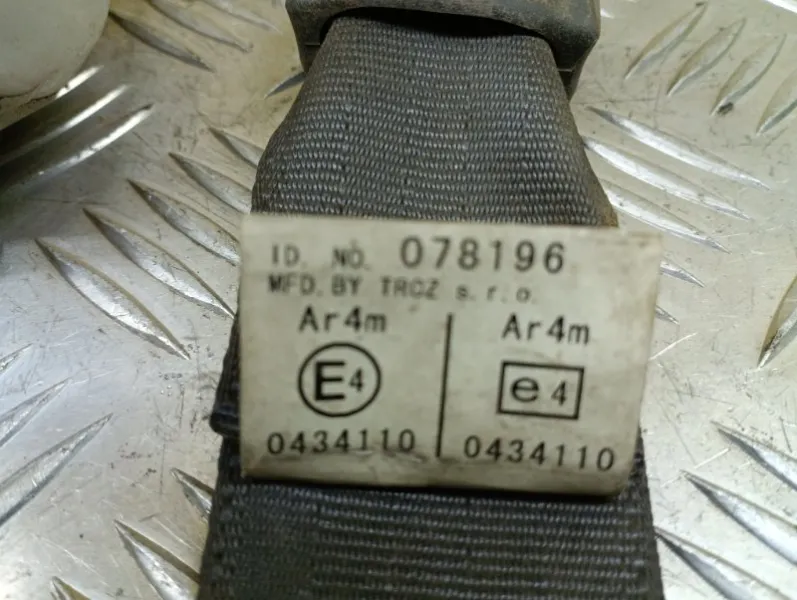 ID. NO. 078196
MFD. BY TRCZ s.r.o.
Ar4m Ar4m
E4 e4
0434110 0434110